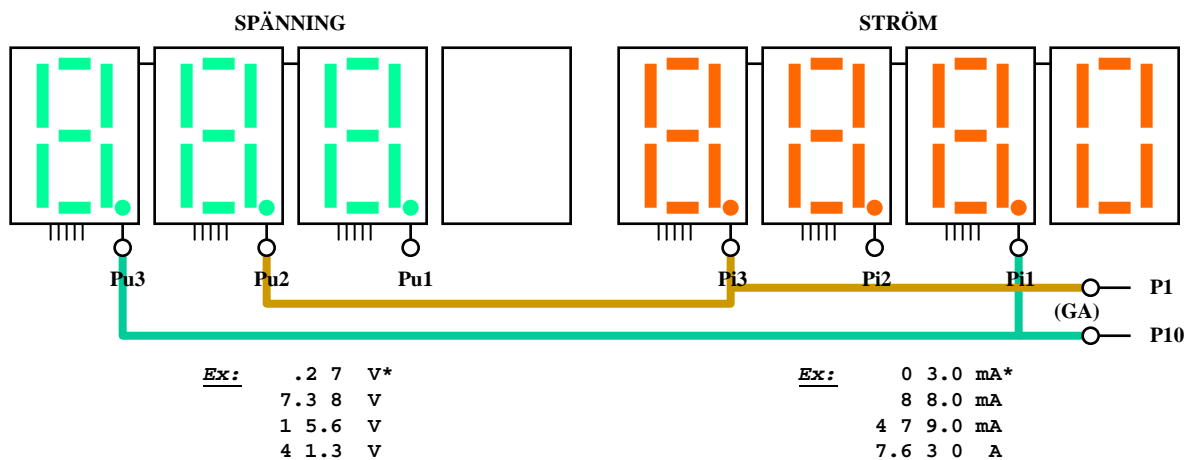 SPÄNNING STRÖM
Pu3 Pu2 Pu1 Pi3 Pi2 Pi1 P1
(GA)
P10
Ex: .2 7 V* Ex: 0 3.0 mA*
7.3 8 V 8 8.0 mA
1 5.6 V 4 7 9.0 mA
4 1.3 V 7.6 3 0 A